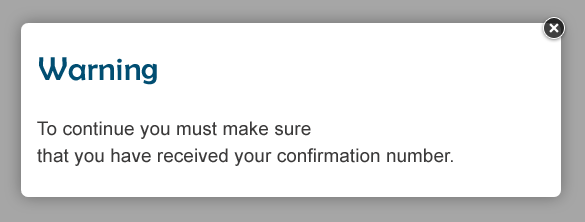 Warning
To continue you must make sure
that you have received your confirmation number.